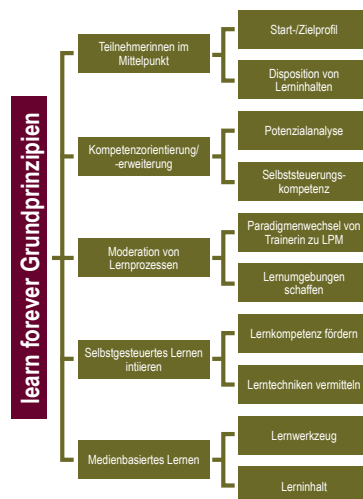 learn forever Grundprinzipien
Teilnehmerinnen im
Mittelpunkt
Start-/Zielprofil
Disposition von
Lerninhalten
Kompetenzorientierung/
-erweiterung
Potenzialanalyse
Selbststeuerungs-
kompetenz
Moderation von
Lernprozessen
Paradigmenwechsel von
Trainerin zu LPM
Lernumgebungen
schaffen
Selbstgesteuertes Lernen
intiieren
Lernkompetenz fördern
Lerntechniken vermitteln
Medienbasiertes Lernen
Lernwerkzeug
Lerninhalt